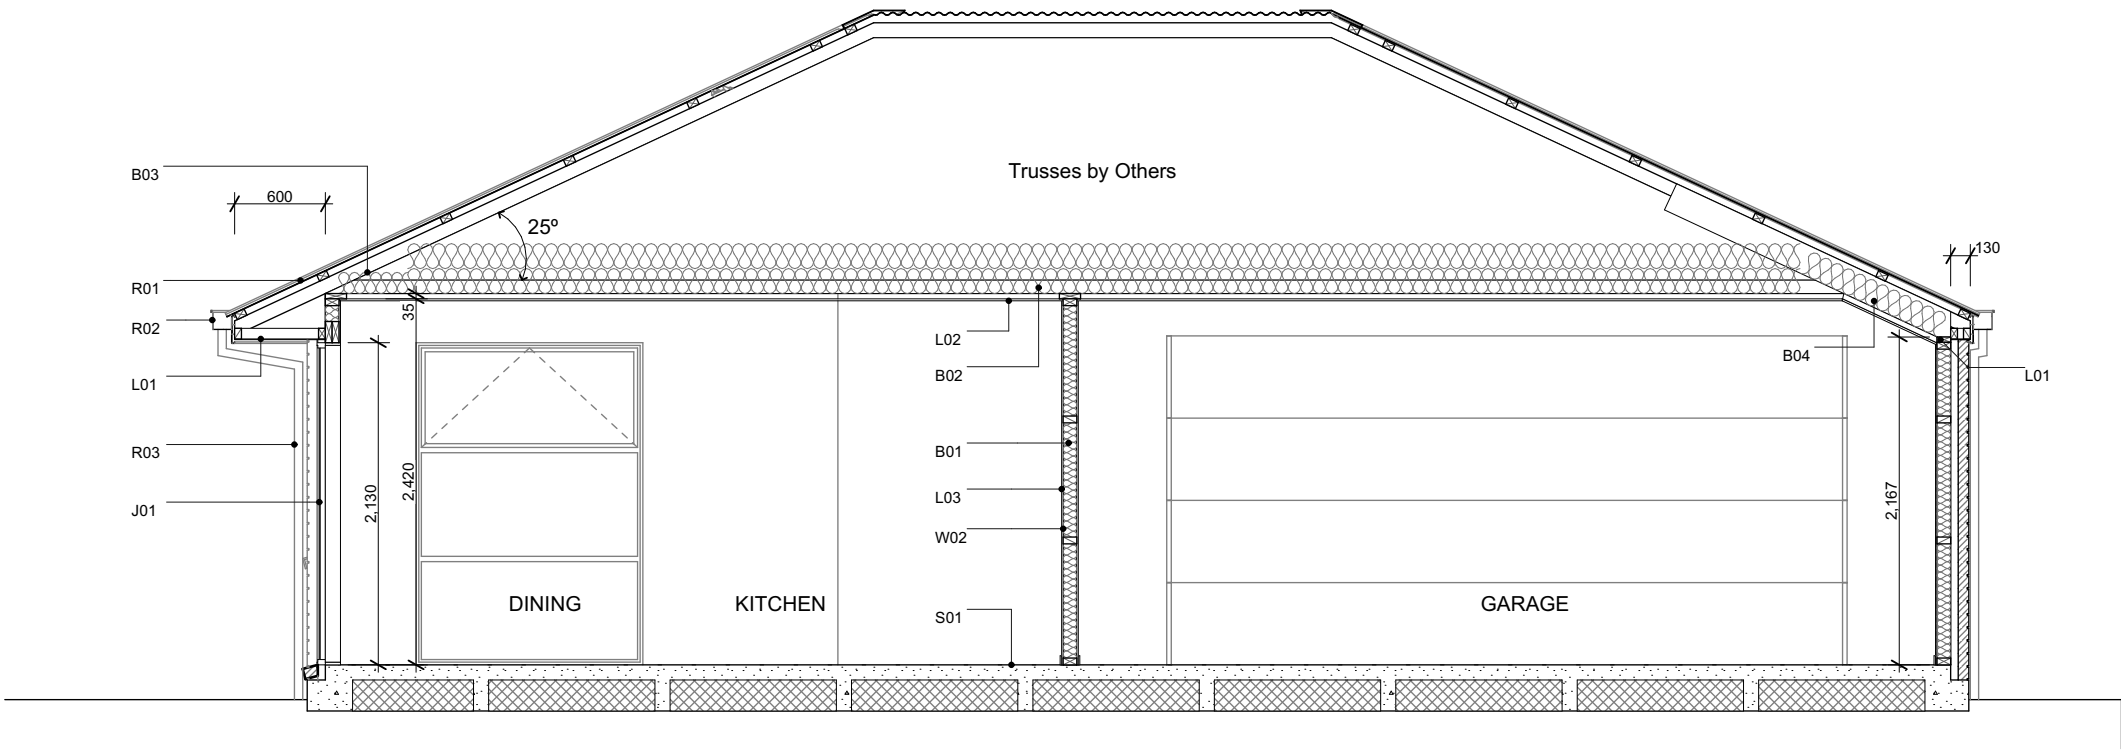 Trusses by Others
B03
600
25º
130
R01
R02
35
L02
L01
B02
B04
L01
R03
B01
2,420
2,130
L03
2,167
J01
W02
DINING
KITCHEN
GARAGE
S01